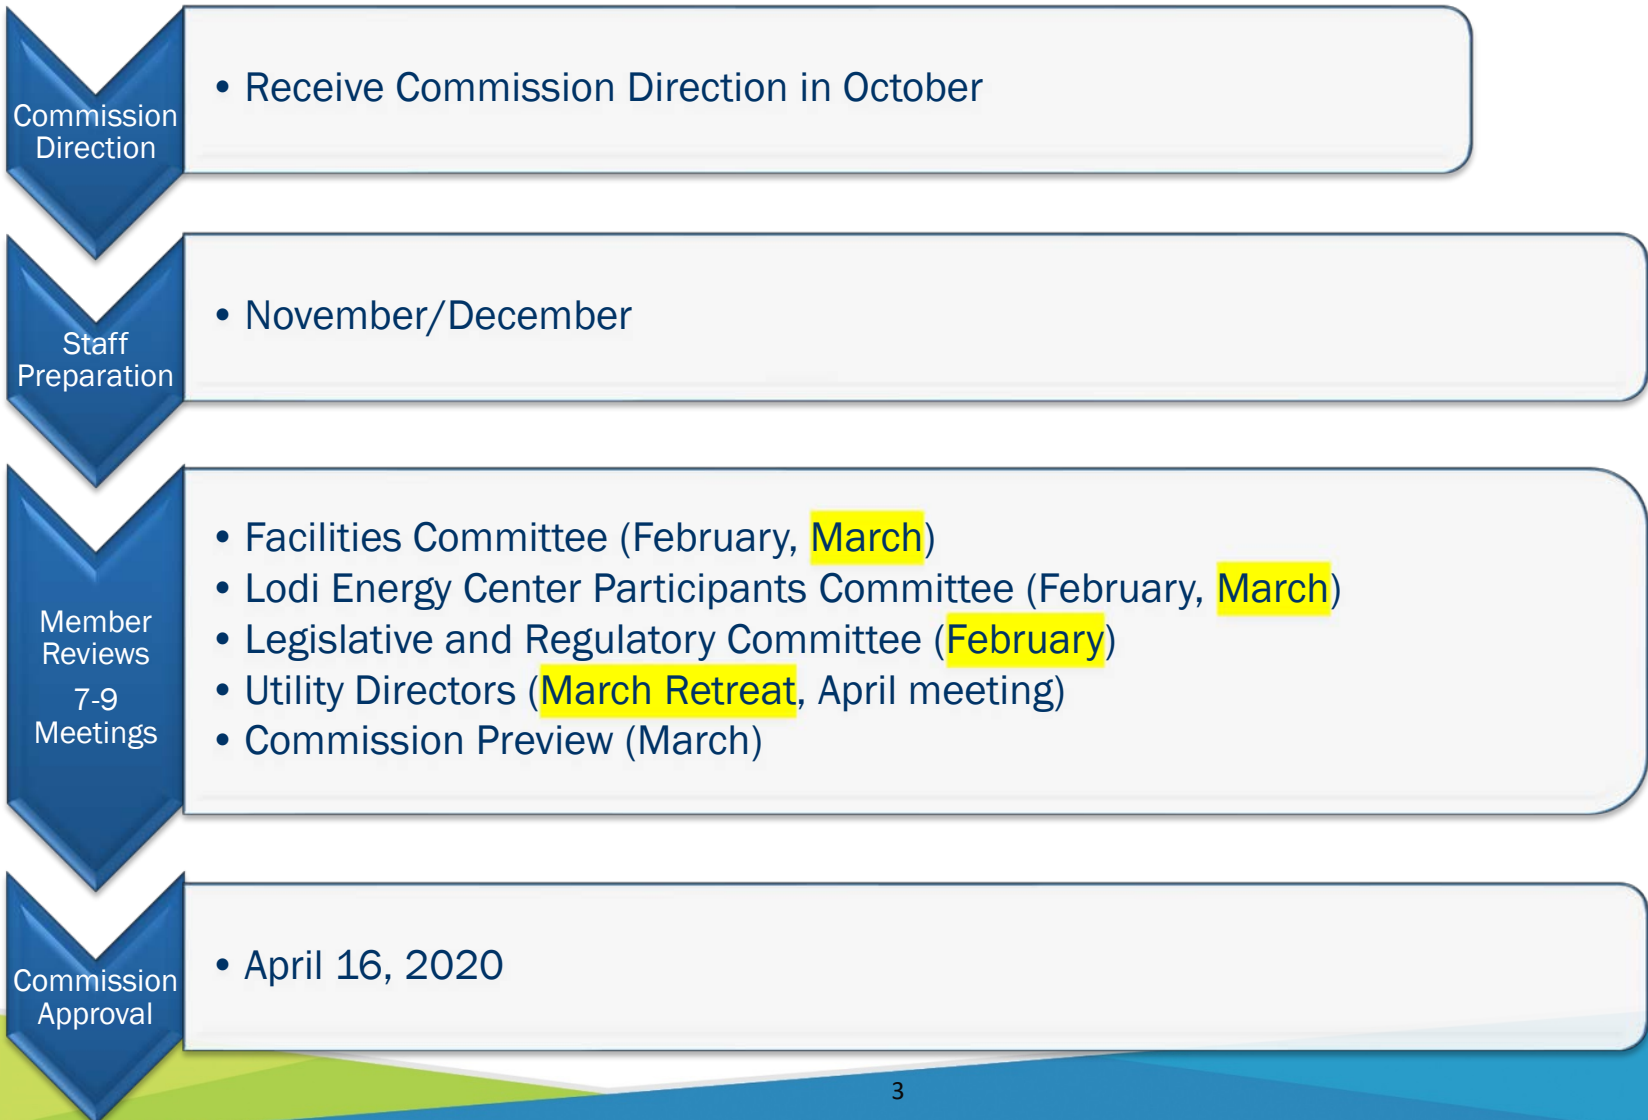 Commission
Direction
• Receive Commission Direction in October
Staff
Preparation
• November/December
Member
Reviews
7-9
Meetings
• Facilities Committee (February, March)
• Lodi Energy Center Participants Committee (February, March)
• Legislative and Regulatory Committee (February)
• Utility Directors (March Retreat, April meeting)
• Commission Preview (March)
Commission
Approval
• April 16, 2020
3